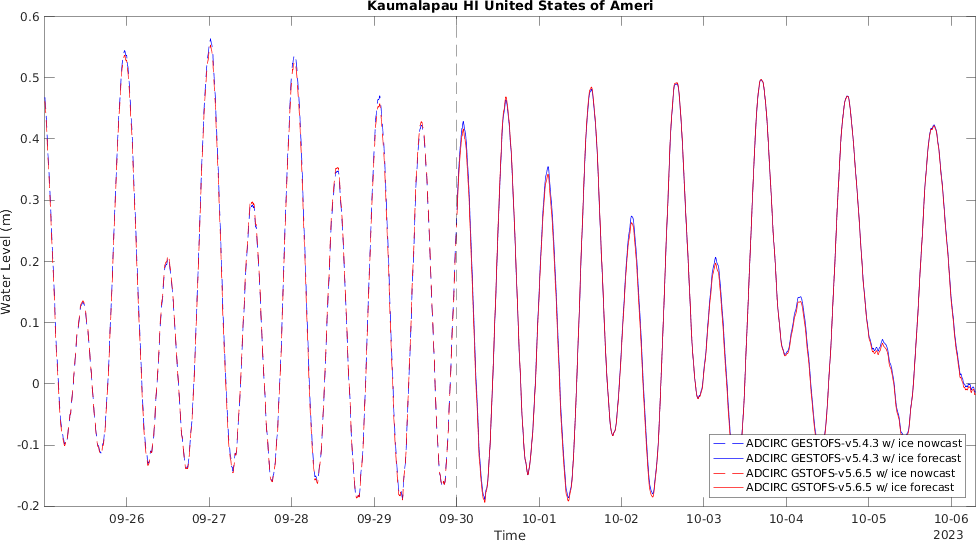 Kaumalapau HI United States of Ameri
0.6
0.5
0.4
0.3
0.2
0.1
0
-0.1
-0.2
Water Level (m)
ADCIRC GESTOFS-v5.4.3 w/ ice nowcast
ADCIRC GESTOFS-v5.4.3 w/ ice forecast
ADCIRC GSTOFS-v5.6.5 w/ ice nowcast
ADCIRC GSTOFS-v5.6.5 w/ ice forecast
09-26 09-27 09-28 09-29 09-30 10-01 10-02 10-03 10-04 10-05 10-06
Time 2023